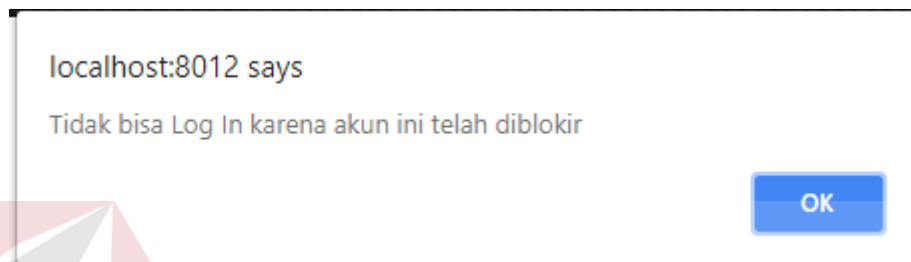 localhost:8012 says
Tidak bisa Log In karena akun ini telah diblokir
OK